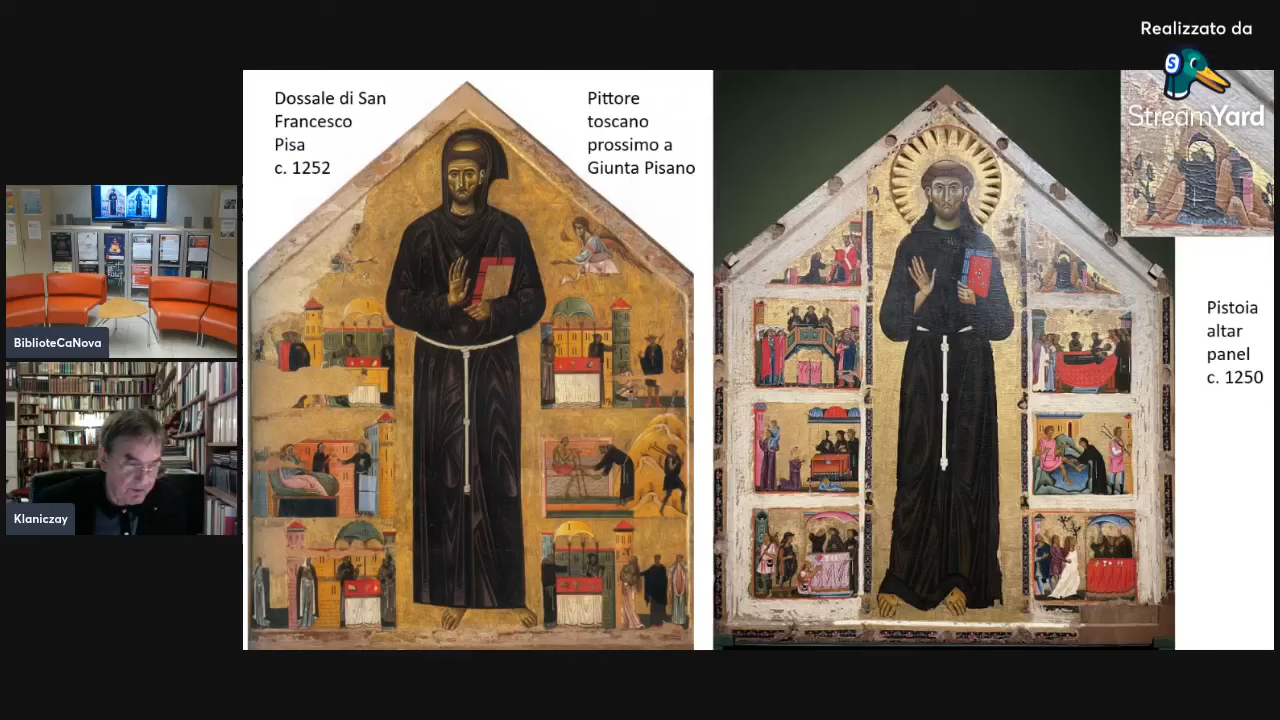 Realizzato da
StreamYard
Dossale di San
Francesco
Pisa
c. 1252
Pittore
toscano
prossimo a
Giunta Pisano
Pistoia
altar
panel
c. 1250
BiblioteCaNova
Klaniczay